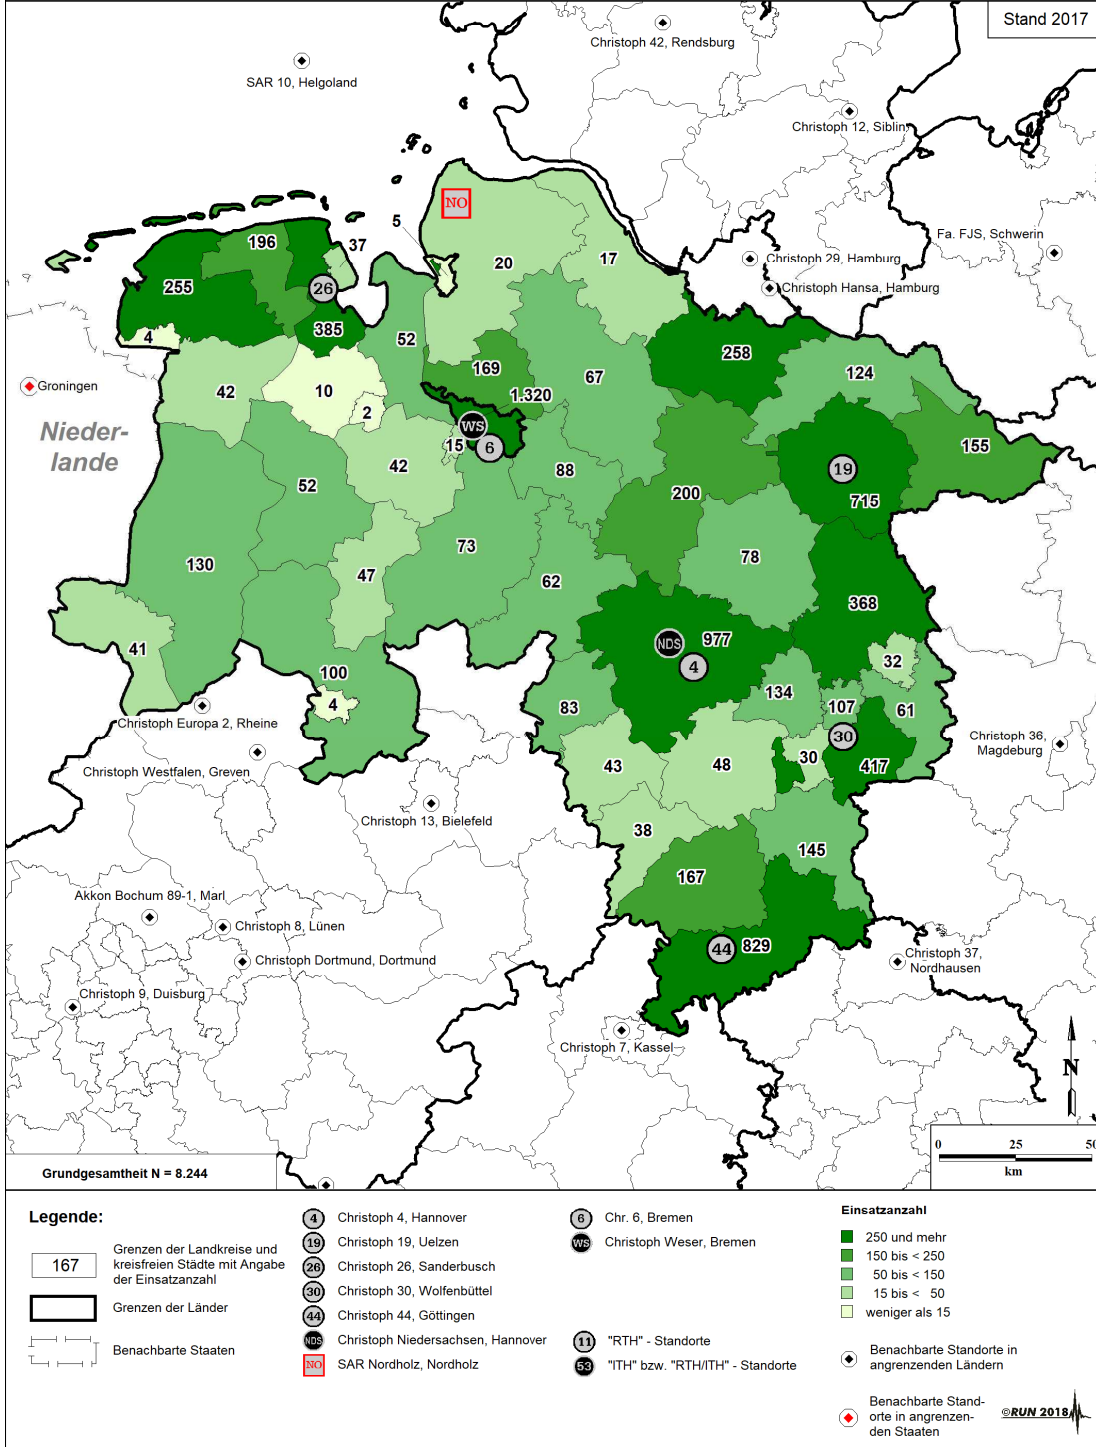 Stand 2017
Christoph 42, Rendsburg
SAR 10, Helgoland
Christoph 12, Siblin
NO
5
Fa. FJS, Schwerin
196
37
20
17
Christoph 29, Hamburg
255
26
Christoph Hansa, Hamburg
4
385
52
258
169
124
Groningen
42
10
67
1.320
2
WS
Nieder-
lande
15
6
155
42
88
19
52
200
715
73
78
130
47
62
368
NDS
977
41
32
4
100
134
4
83
107
61
Christoph Europa 2, Rheine
30
Christoph 36,
Magdeburg
Christoph Westfalen, Greven
43
48
30
417
Christoph 13, Bielefeld
38
145
167
Akkon Bochum 89-1, Marl
Christoph 8, Lünen
44
829
Christoph 37,
Nordhausen
Christoph Dortmund, Dortmund
Christoph 9, Duisburg
Christoph 7, Kassel
N
0 25 50
km
Grundgesamtheit N = 8.244
Legende:
167
Grenzen der Landkreise und
kreisfreien Städte mit Angabe
der Einsatzanzahl
Grenzen der Länder
Benachbarte Staaten
4 Christoph 4, Hannover
19 Christoph 19, Uelzen
26 Christoph 26, Sanderbusch
30 Christoph 30, Wolfenbüttel
44 Christoph 44, Göttingen
NDS Christoph Niedersachsen, Hannover
NO SAR Nordholz, Nordholz
6 Chr. 6, Bremen
WS Christoph Weser, Bremen
11 "RTH" - Standorte
53 "ITH" bzw. "RTH/ITH" - Standorte
Einsatzanzahl
250 und mehr
150 bis < 250
50 bis < 150
15 bis < 50
weniger als 15
Benachbarte Standorte in
angrenzenden Ländern
Benachbarte Stand-
orte in angrenzen-
den Staaten
©RUN 2018